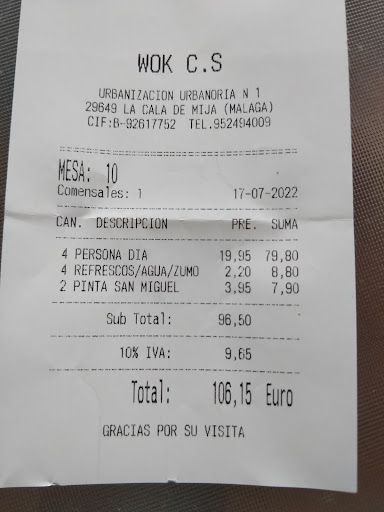 WOK C.S
URBANIZACION URBANORIA N 1
29649 LA CALA DE MIJA (MALAGA)
CIF:B-92617752 TEL.952494009
MESA: 10
Comensales: 1 17-07-2022
CAN. DESCRIPCION PRE. SUMA
4 PERSONA DIA 19,95 79,80
4 REFRESCOS/AGUA/ZUMO 2,20 8,80
2 PINTA SAN MIGUEL 3,95 7,90
Sub Total: 96,50
10% IVA: 9,65
Total: 106,15 Euro
GRACIAS POR SU VISITA